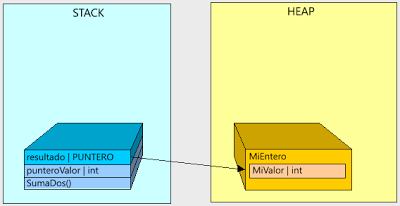 STACK
HEAP
resultado | PUNTERO
punteroValor | int
SumaDos()
MiEntero
MiValor | int